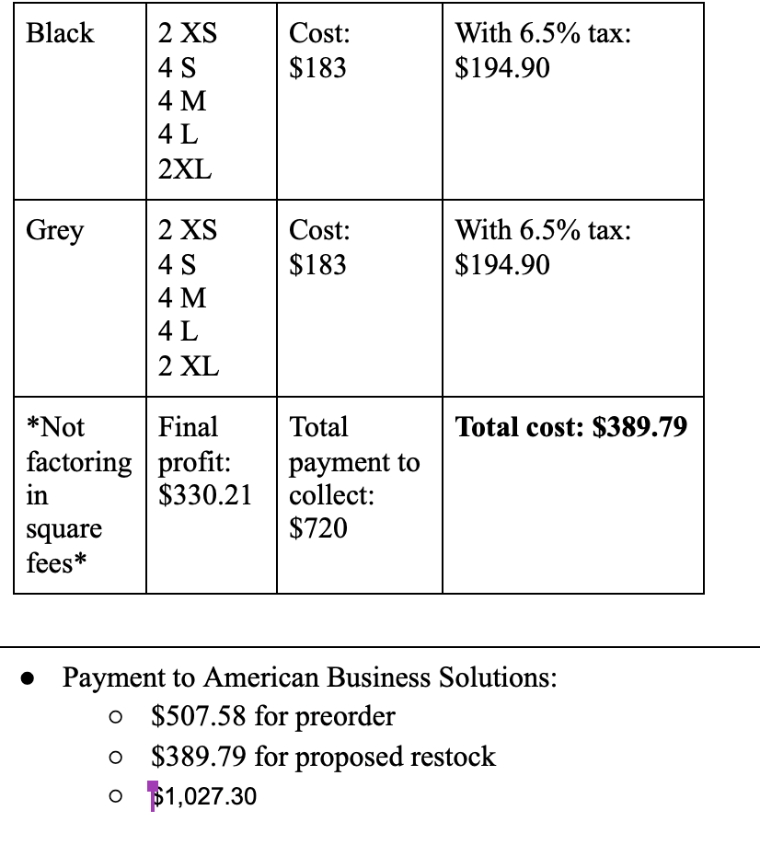 Black 2 XS Cost: With 6.5% tax:
4 S $183 $194.90
4 M
4 L
2XL
Grey 2 XS Cost: With 6.5% tax:
4 S $183 $194.90
4 M
4 L
2 XL
*Not Final Total Total cost: $389.79
factoring profit: payment to
in $330.21 collect:
square $720
fees*
● Payment to American Business Solutions:
○ $507.58 for preorder
○ $389.79 for proposed restock
○ $1,027.30